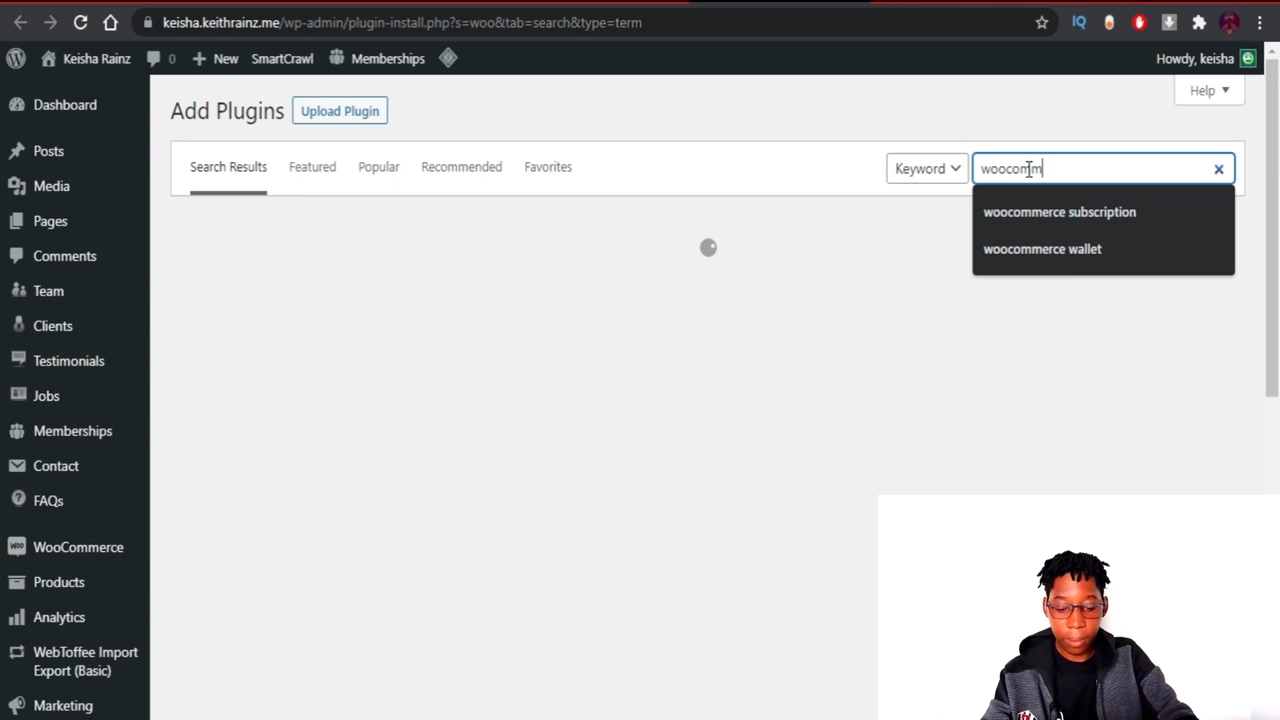 keisha.keithrainz.me/wp-admin/plugin-install.php?s=woo&tab=search&type=term
IQ
Keisha Rainz
0
New
SmartCrawl
Memberships
Howdy, keisha
Dashboard
Posts
Media
Pages
Comments
Team
Clients
Testimonials
Jobs
Memberships
Contact
FAQs
WooCommerce
Products
Analytics
WebToffee Import
Export (Basic)
Marketing
Help
Add Plugins
Upload Plugin
Search Results
Featured
Popular
Recommended
Favorites
Keyword
woocomm
woocommerce subscription
woocommerce wallet